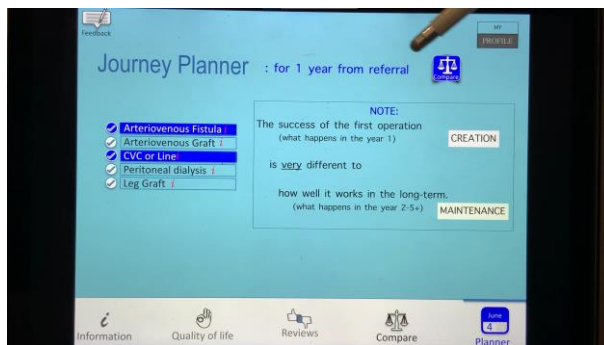 Feedback
MY
PROFILE
Journey Planner : for 1 year from referral
Compare
Arteriovenous Fistula i
Arteriovenous Graft i
CVC or Line i
Peritoneal dialysis i
Leg Graft i
NOTE:
The success of the first operation
(what happens in the year 1)
CREATION
is very different to
how well it works in the long-term.
(what happens in the year 2-5+)
MAINTENANCE
i
Information
Quality of life
Reviews
Compare
June
4
Planner